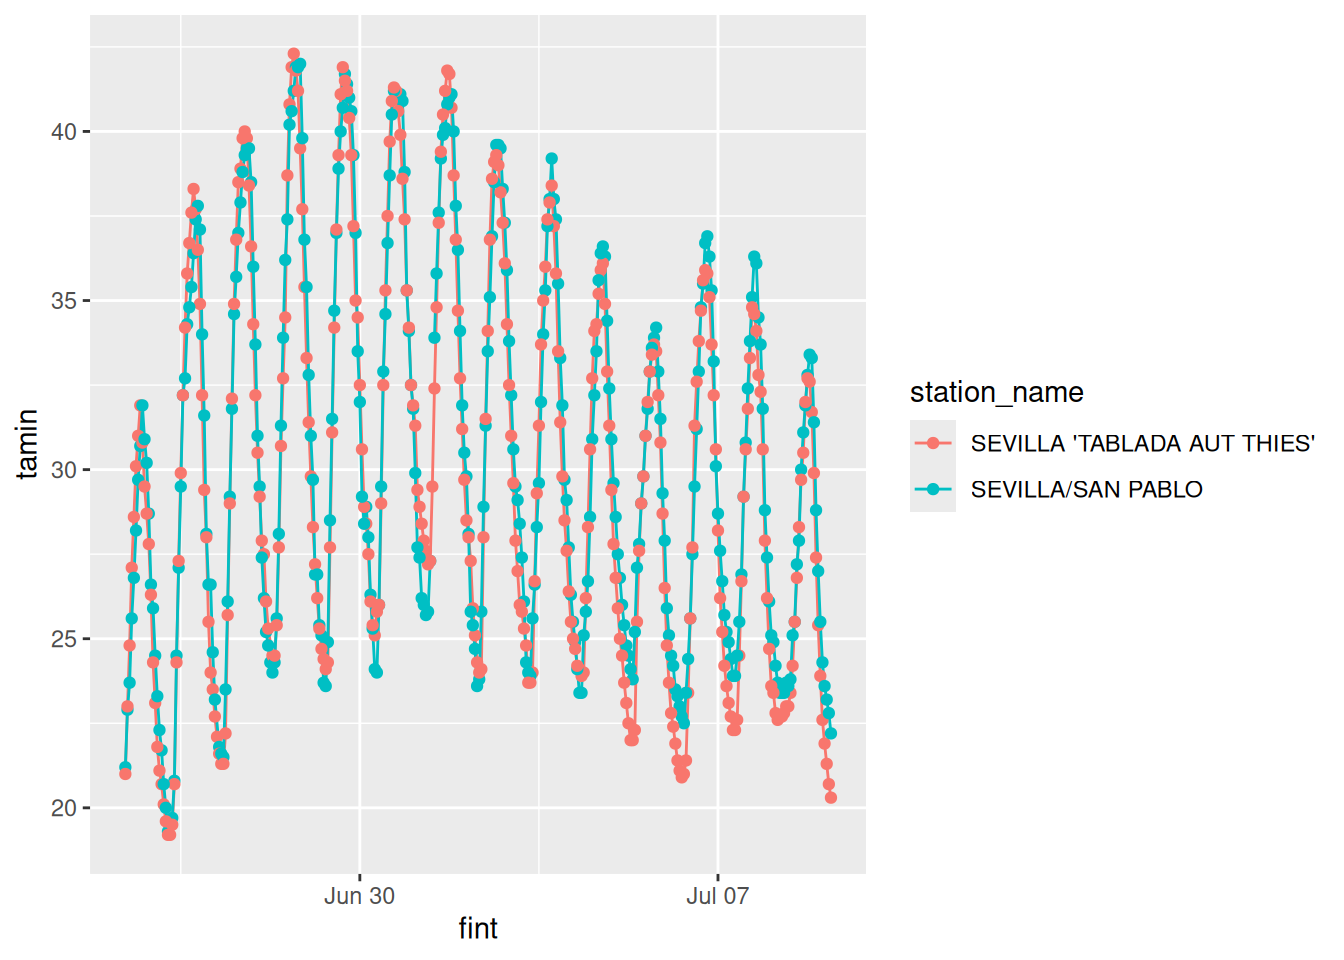 40
35
30
25
20
tamin
Jun 30
Jul 07
fint
station_name
SEVILLA 'TABLADA AUT THIES'
SEVILLA/SAN PABLO